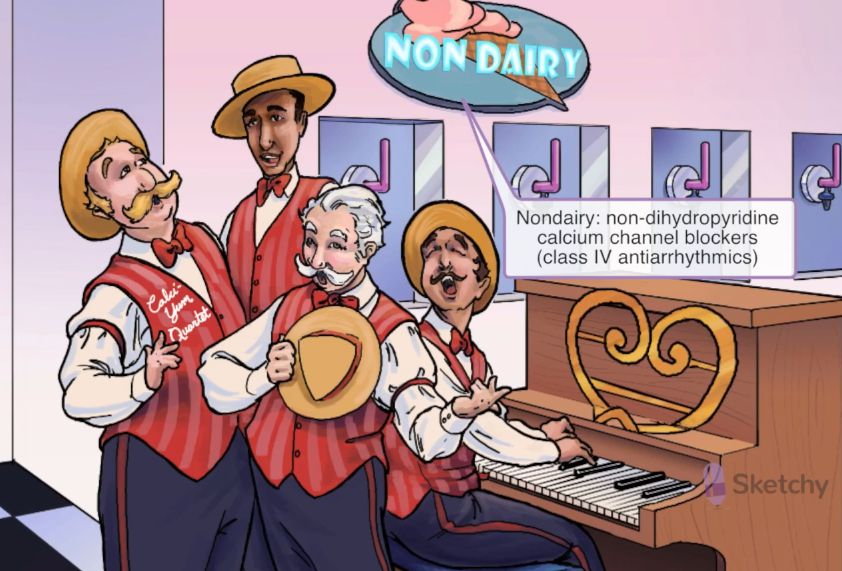 NON DAIRY
Nondairy: non-dihydropyridine
calcium channel blockers
(class IV antiarrhythmics)
Calci-
Yum
Quartet
Sketchy